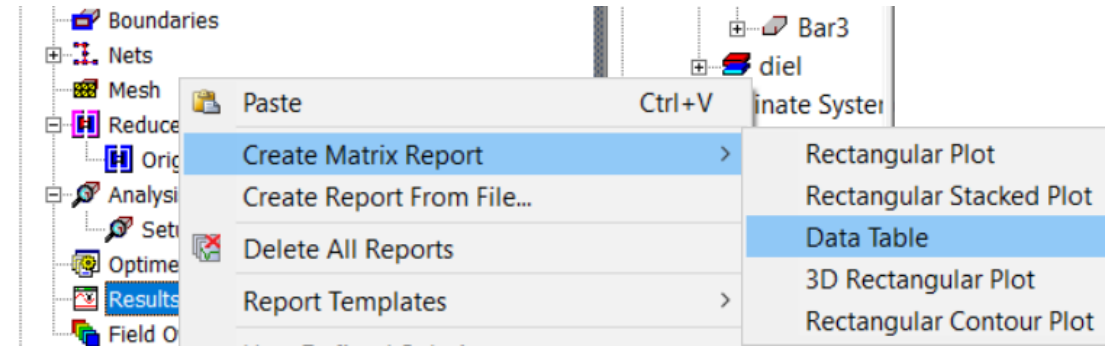 Boundaries
Nets
Mesh
Reduce
Orig
Analysi
Setu
Optime
Results
Field O
Bar3
diel
inate System
Paste Ctrl+V
Create Matrix Report >
Create Report From File...
Delete All Reports
Report Templates >
Rectangular Plot
Rectangular Stacked Plot
Data Table
3D Rectangular Plot
Rectangular Contour Plot